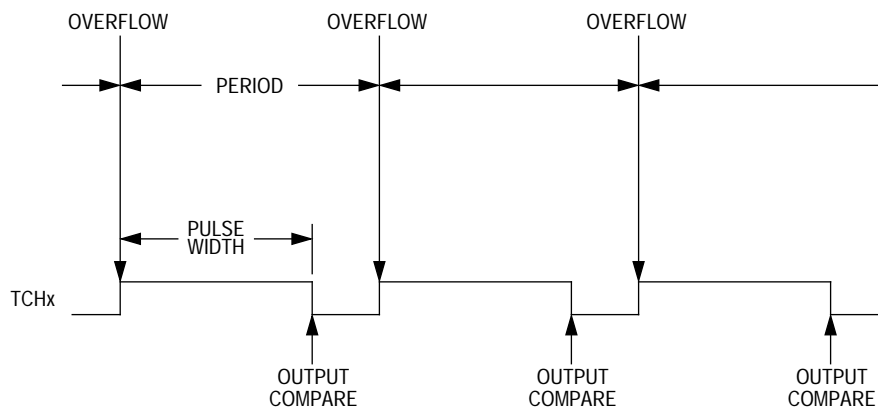 OVERFLOW OVERFLOW OVERFLOW
PERIOD
PULSE
WIDTH
TCHx
OUTPUT
COMPARE
OUTPUT
COMPARE
OUTPUT
COMPARE